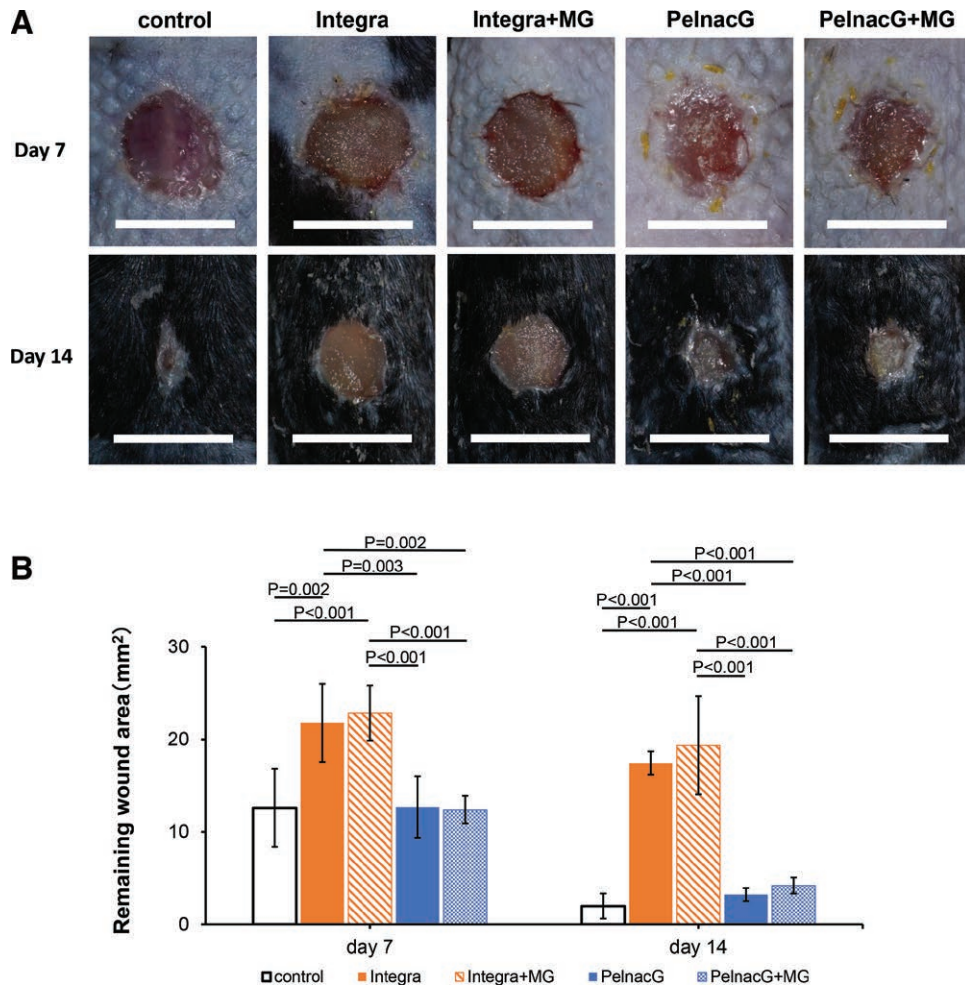 A
control Integra Integra+MG PelnacG PelnacG+MG
Day 7
Day 14
B
P=0.002
P=0.003
P=0.002
P<0.001
P<0.001
P<0.001
P<0.001
P<0.001
P<0.001
P<0.001
P<0.001
P<0.001
Remaining wound area(mm²)
30
20
10
0
day 7 day 14
control Integra Integra+MG PelnacG PelnacG+MG